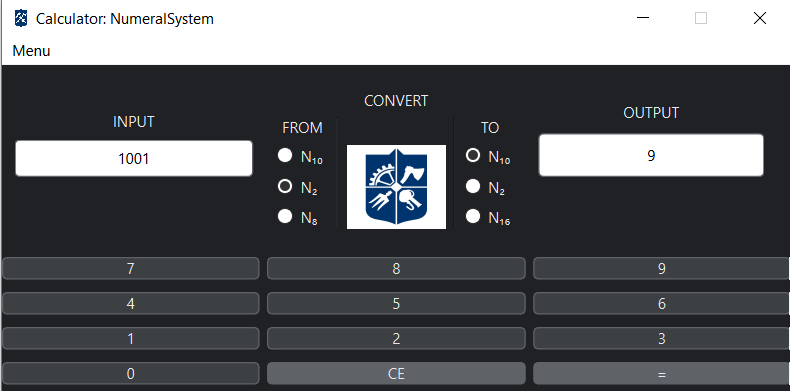 Calculator: NumeralSystem
Menu
CONVERT
INPUT
OUTPUT
FROM
TO
1001
9
N₁₀
N₁₀
N₂
N₂
N₈
N₁₆
7 8 9
4 5 6
1 2 3
0 CE =